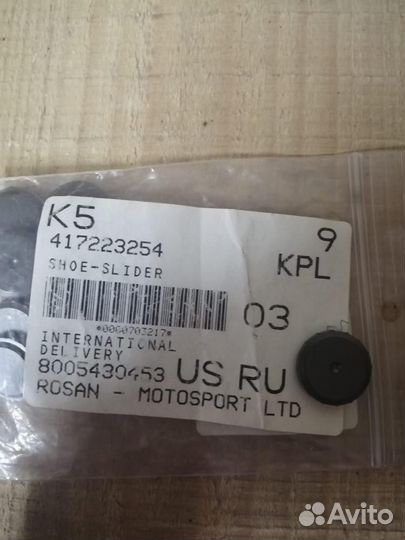 K5
9
417223254
KPL
SHOE-SLIDER
*0060703217*
03
INTERNATIONAL
DELIVERY
8005430453 US RU
ROSAN - MOTOSPORT LTD
Avito